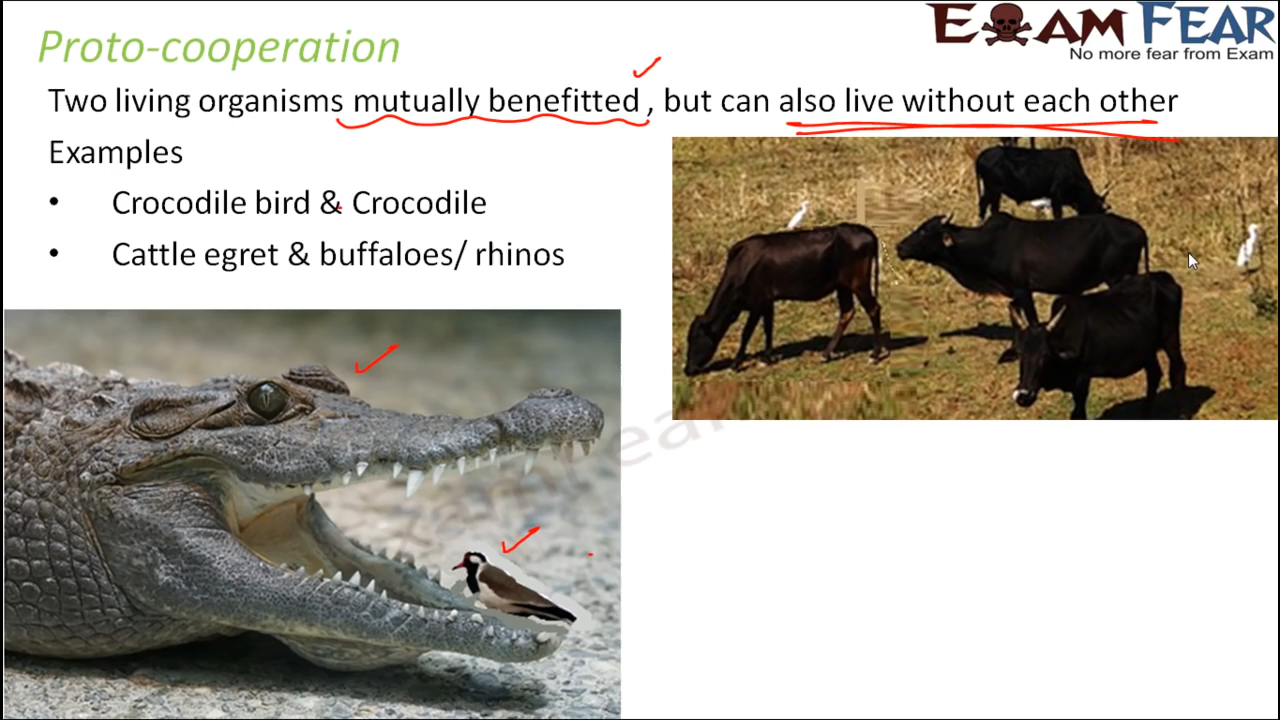 Proto-cooperation
EXAM FEAR
No more fear from Exam
Two living organisms mutually benefitted , but can also live without each other
Examples
• Crocodile bird & Crocodile
• Cattle egret & buffaloes/ rhinos